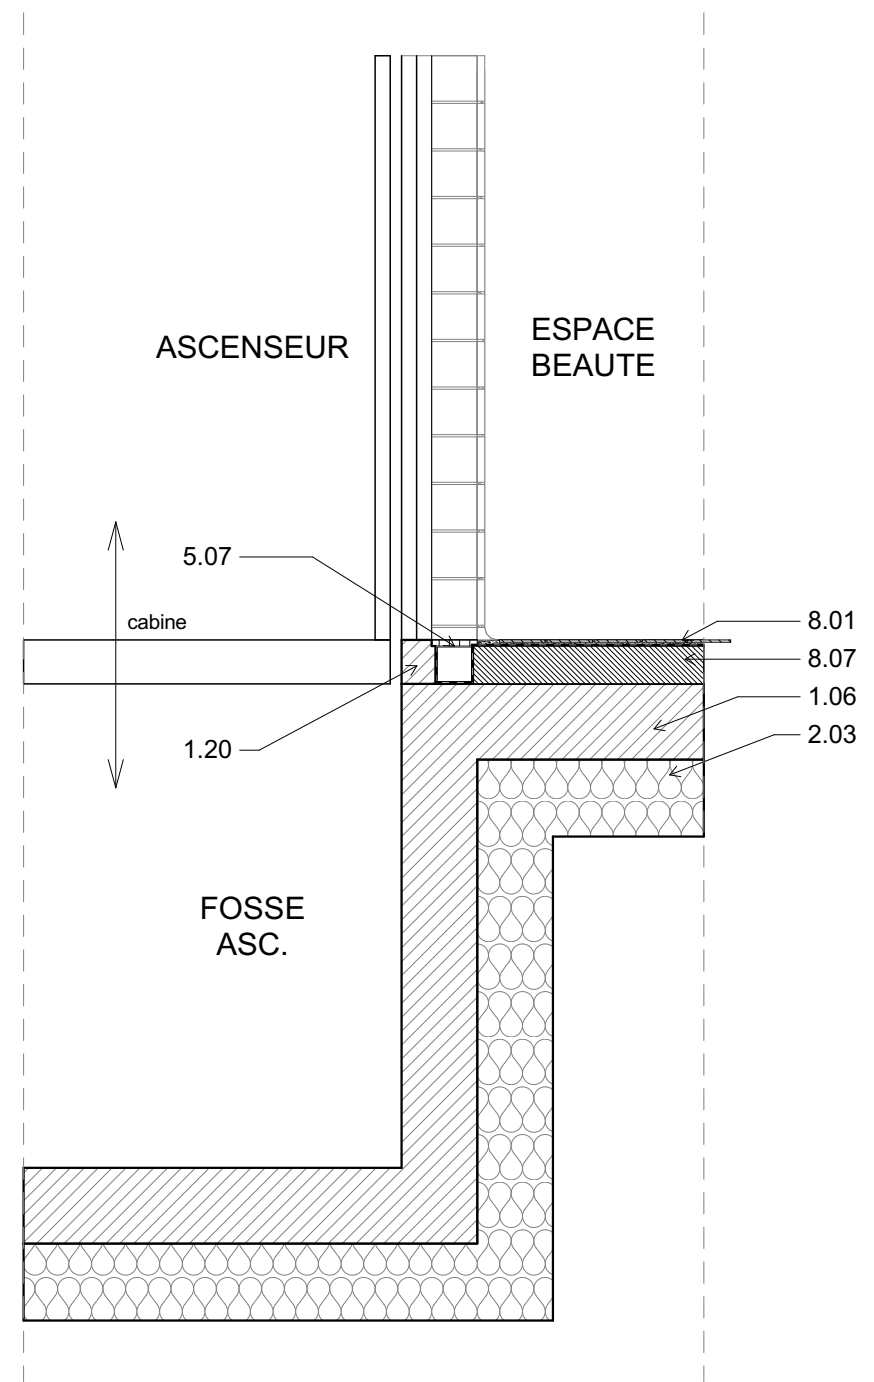 ESPACE
BEAUTE
ASCENSEUR
5.07
cabine
8.01
8.07
1.06
1.20
2.03
FOSSE
ASC.